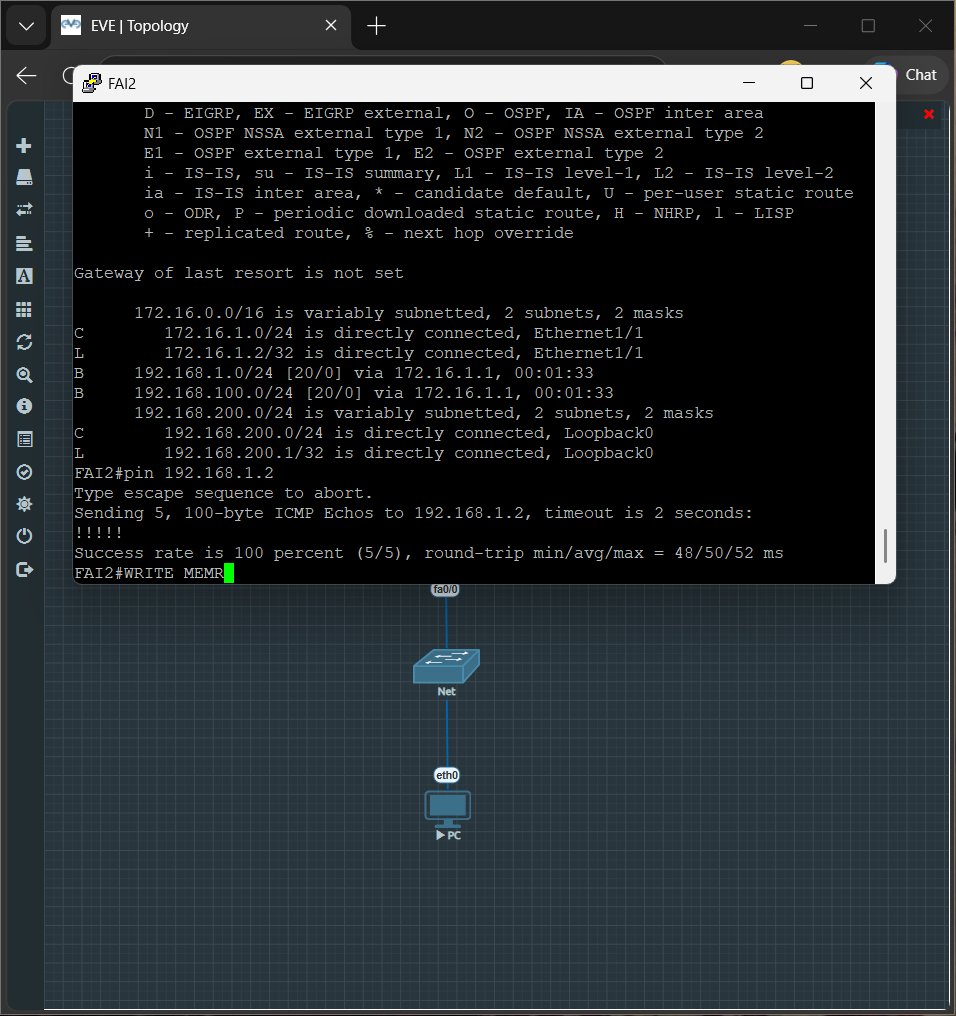 EVE | Topology
Chat
FAI2
D - EIGRP, EX - EIGRP external, O - OSPF, IA - OSPF inter area
N1 - OSPF NSSA external type 1, N2 - OSPF NSSA external type 2
E1 - OSPF external type 1, E2 - OSPF external type 2
i - IS-IS, su - IS-IS summary, L1 - IS-IS level-1, L2 - IS-IS level-2
ia - IS-IS inter area, * - candidate default, U - per-user static route
o - ODR, P - periodic downloaded static route, H - NHRP, l - LISP
+ - replicated route, % - next hop override
Gateway of last resort is not set
172.16.0.0/16 is variably subnetted, 2 subnets, 2 masks
C 172.16.1.0/24 is directly connected, Ethernet1/1
L 172.16.1.2/32 is directly connected, Ethernet1/1
B 192.168.1.0/24 [20/0] via 172.16.1.1, 00:01:33
B 192.168.100.0/24 [20/0] via 172.16.1.1, 00:01:33
192.168.200.0/24 is variably subnetted, 2 subnets, 2 masks
C 192.168.200.0/24 is directly connected, Loopback0
L 192.168.200.1/32 is directly connected, Loopback0
FAI2#pin 192.168.1.2
Type escape sequence to abort.
Sending 5, 100-byte ICMP Echos to 192.168.1.2, timeout is 2 seconds:
!!!!!
Success rate is 100 percent (5/5), round-trip min/avg/max = 48/50/52 ms
FAI2#WRITE MEMR
fa0/0
Net
eth0
PC